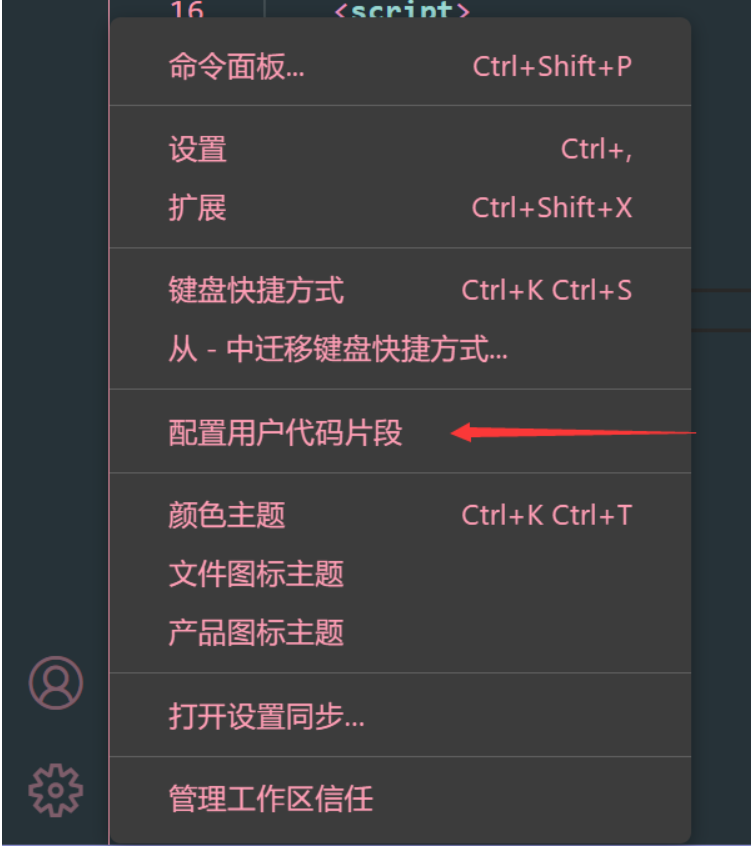 16 <script>
命令面板... Ctrl+Shift+P
设置 Ctrl+,
扩展 Ctrl+Shift+X
键盘快捷方式 Ctrl+K Ctrl+S
从 - 中迁移键盘快捷方式...
配置用户代码片段
颜色主题 Ctrl+K Ctrl+T
文件图标主题
产品图标主题
打开设置同步...
管理工作区信任